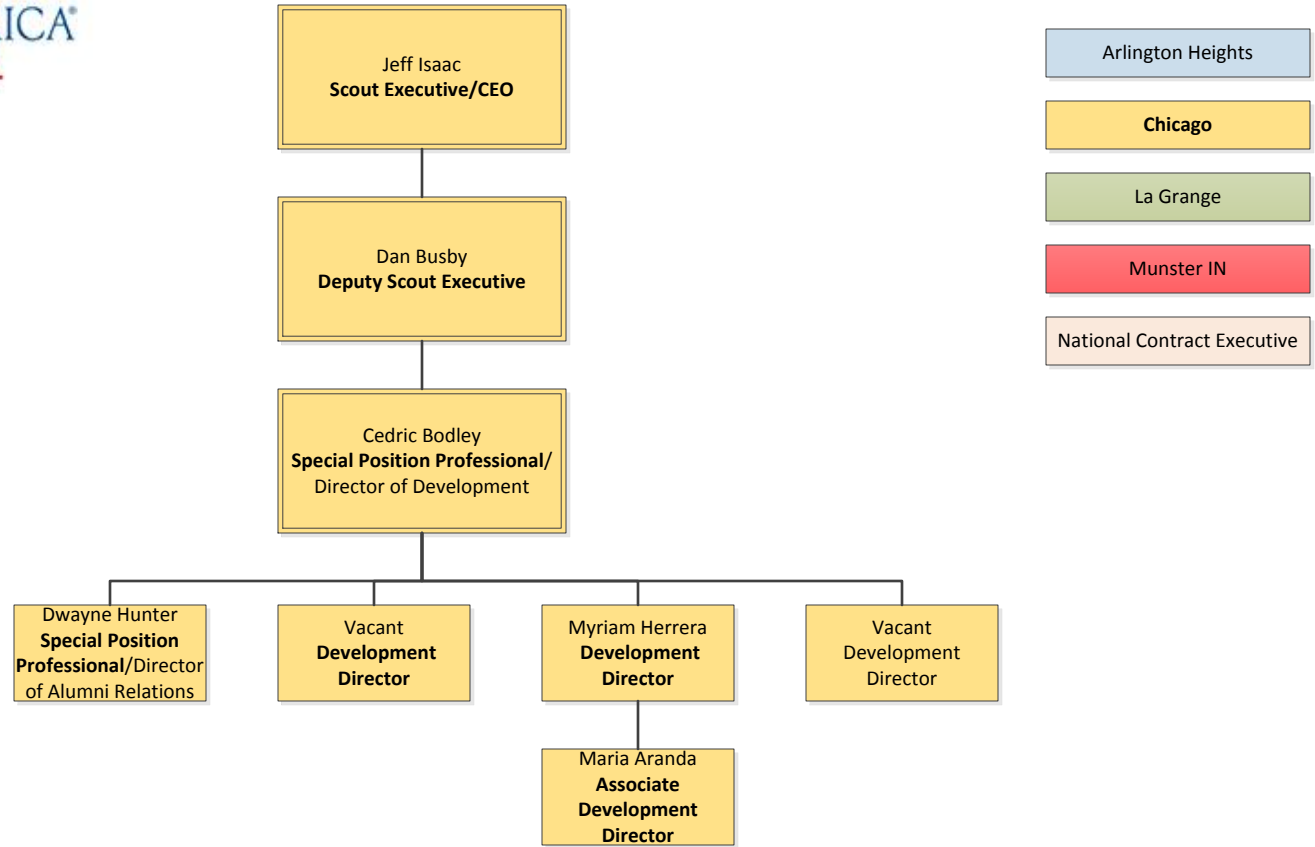 Jeff Isaac
Scout Executive/CEO
Dan Busby
Deputy Scout Executive
Cedric Bodley
Special Position Professional/
Director of Development
Dwayne Hunter
Special Position
Professional/Director
of Alumni Relations
Vacant
Development
Director
Myriam Herrera
Development
Director
Vacant
Development
Director
Maria Aranda
Associate
Development
Director
Arlington Heights
Chicago
La Grange
Munster IN
National Contract Executive